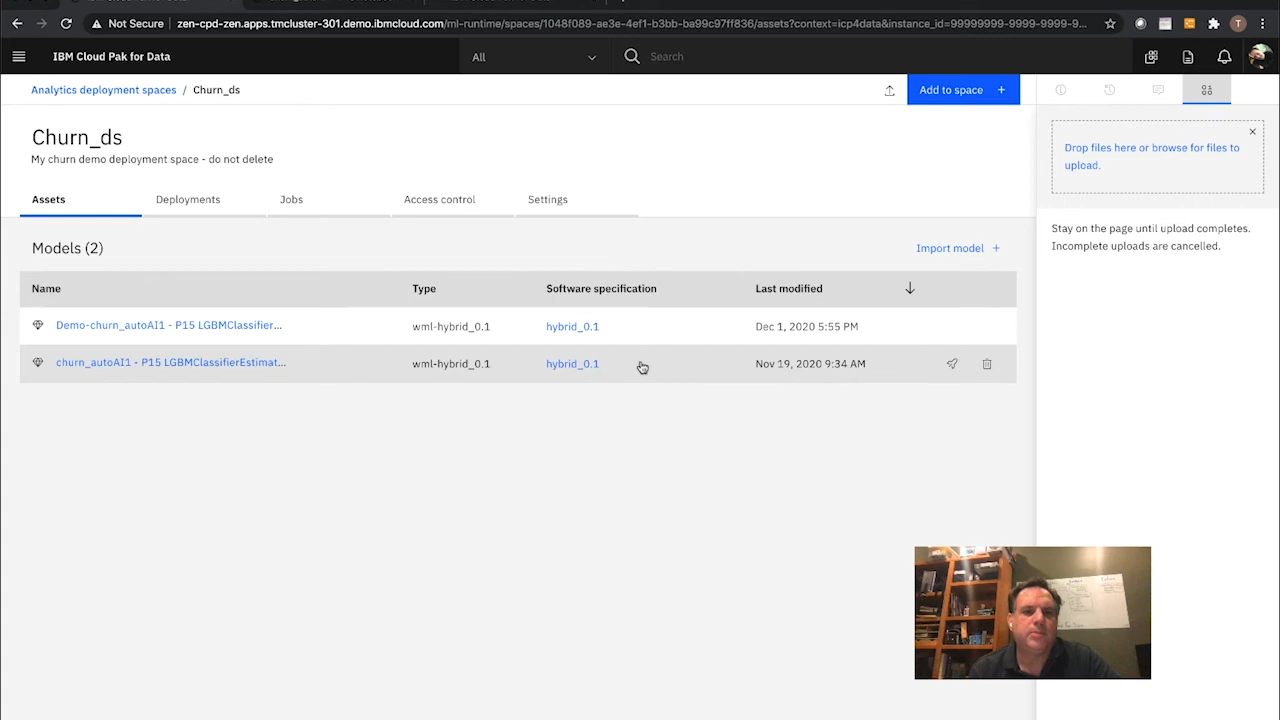 Not Secure
zen-cpd-zen.apps.tmcluster-301.demo.ibmcloud.com/ml-runtime/spaces/1048f089-ae3e-4ef1-b3bb-ba99c97ff836/assets?context=icp4data&instance_id=99999999-9999-9999-9...
T
IBM Cloud Pak for Data
All
Search
Analytics deployment spaces / Churn_ds
Add to space +
Churn_ds
My churn demo deployment space - do not delete
Assets
Deployments
Jobs
Access control
Settings
Models (2)
Import model +
Name
Type
Software specification
Last modified
Demo-churn_autoAI1 - P15 LGBMClassifier...
wml-hybrid_0.1
hybrid_0.1
Dec 1, 2020 5:55 PM
churn_autoAI1 - P15 LGBMClassifierEstimat...
wml-hybrid_0.1
hybrid_0.1
Nov 19, 2020 9:34 AM
Drop files here or browse for files to
upload.
Stay on the page until upload completes.
Incomplete uploads are cancelled.